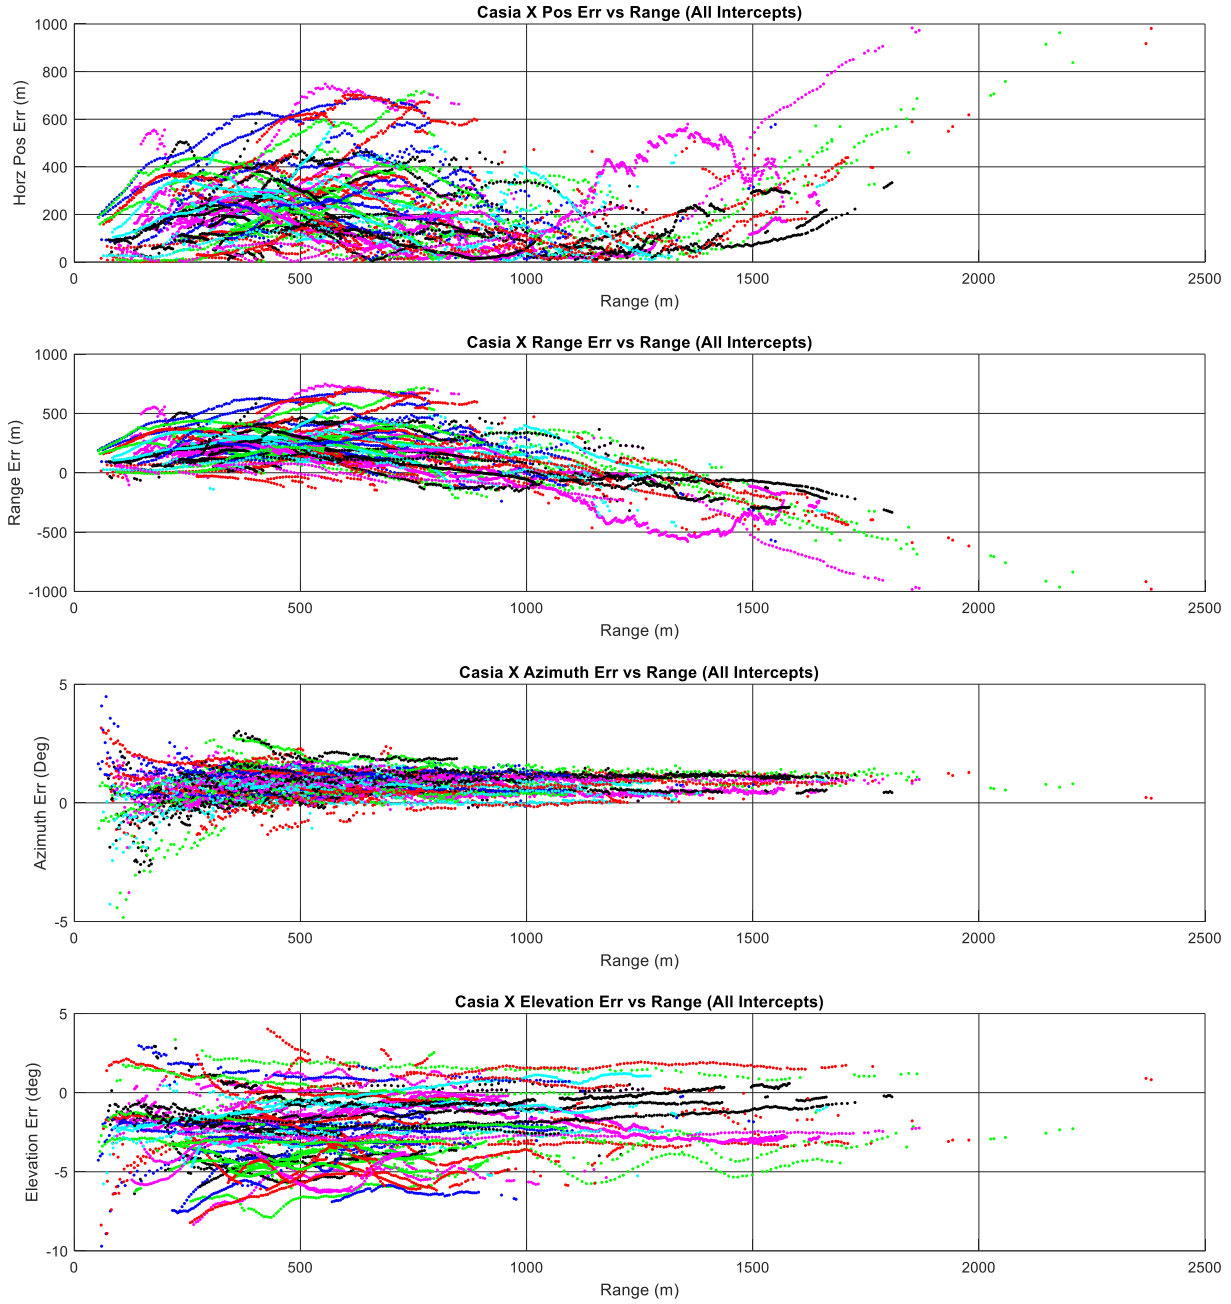 Casia X Pos Err vs Range (All Intercepts)
1000
800
600
400
200
0
Horz Pos Err (m)
0 500 1000 1500 2000 2500
Range (m)
Casia X Range Err vs Range (All Intercepts)
1000
500
0
-500
-1000
Range Err (m)
0 500 1000 1500 2000 2500
Range (m)
Casia X Azimuth Err vs Range (All Intercepts)
5
0
-5
Azimuth Err (Deg)
0 500 1000 1500 2000 2500
Range (m)
Casia X Elevation Err vs Range (All Intercepts)
5
0
-5
-10
Elevation Err (deg)
0 500 1000 1500 2000 2500
Range (m)